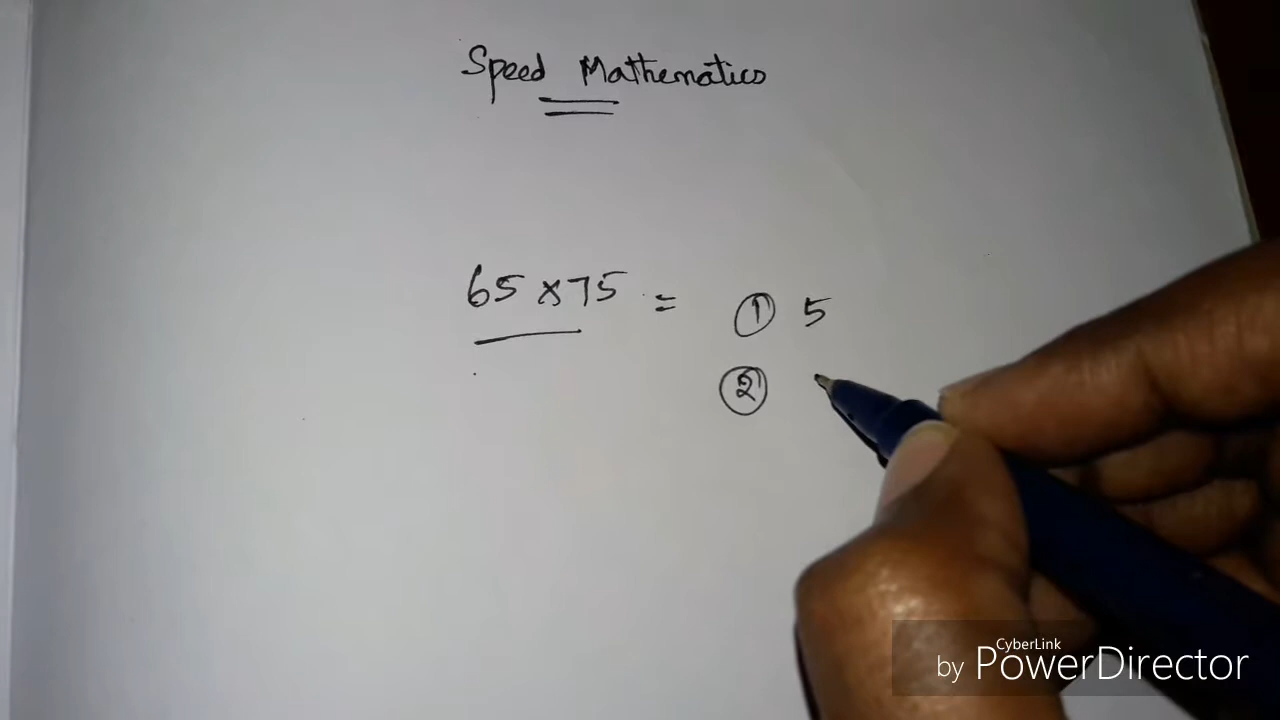 Speed Mathematics
65 x 75 = ① 5
②
CyberLink
by PowerDirector